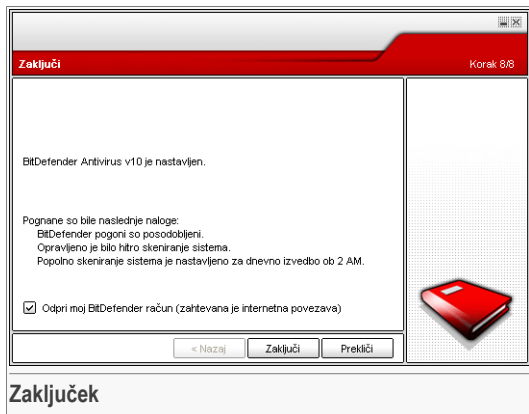 Zaključi
Korak 8/8
BitDefender Antivirus v10 je nastavljen.
Pognane so bile naslednje naloge:
BitDefender pogoni so posodobljeni.
Opravljeno je bilo hitro skeniranje sistema.
Popolno skeniranje sistema je nastavljeno za dnevno izvedbo ob 2 AM.
Odpri moj BitDefender račun (zahtevana je internetna povezava)
< Nazaj
Zaključi
Prekliči
Zaključek